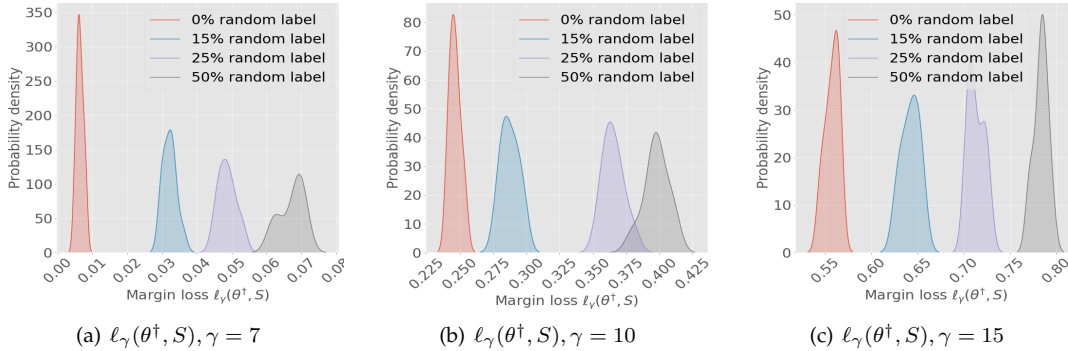 350
300
250
200
150
100
50
0
Probability density
0% random label
15% random label
25% random label
50% random label
0.00
0.01
0.03
0.04
0.05
0.06
0.07
0.08
Margin loss ℓγ(θ†, S)
(a) ℓγ(θ†, S), γ = 7
80
70
60
50
40
30
20
10
0
Probability density
0% random label
15% random label
25% random label
50% random label
0.225
0.250
0.275
0.300
0.325
0.350
0.375
0.400
0.425
Margin loss ℓγ(θ†, S)
(b) ℓγ(θ†, S), γ = 10
50
40
30
20
10
0
Probability density
0% random label
15% random label
25% random label
50% random label
0.55
0.60
0.65
0.70
0.75
0.80
Margin loss ℓγ(θ†, S)
(c) ℓγ(θ†, S), γ = 15